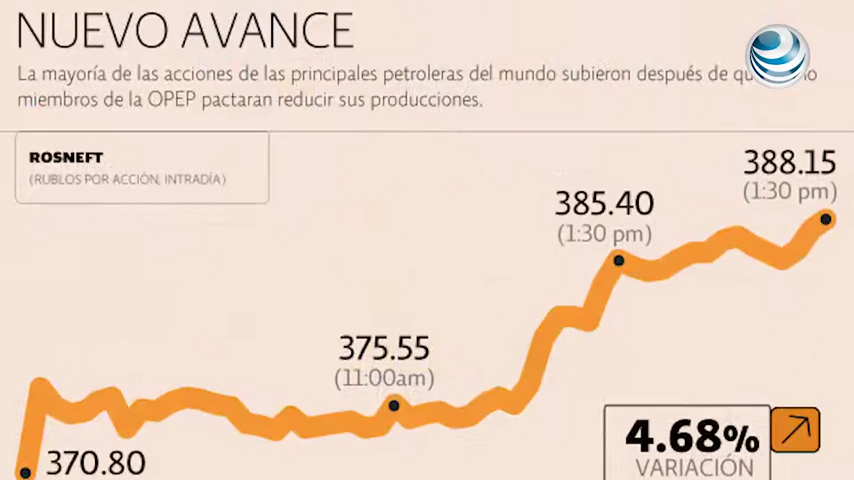 NUEVO AVANCE
La mayoría de las acciones de las principales petroleras del mundo subieron después de
miembros de la OPEP pactaran reducir sus producciones.
ROSNEFT
(RUBLOS POR ACCIÓN, INTRADÍA)
388.15
(1:30 pm)
385.40
(1:30 pm)
375.55
(11:00am)
370.80
4.68%
VARIACIÓN